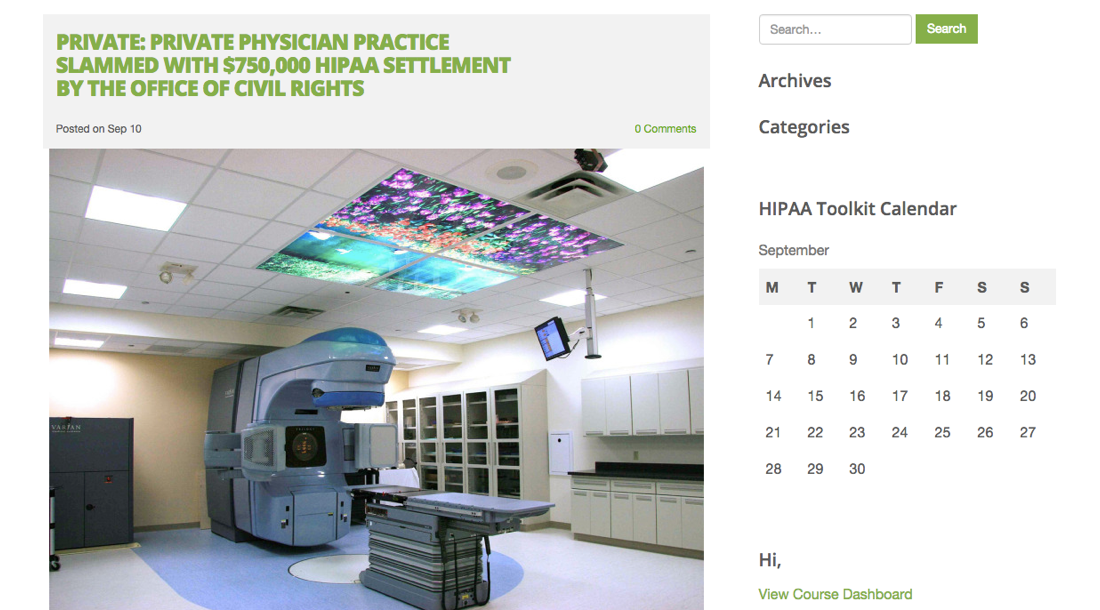 PRIVATE: PRIVATE PHYSICIAN PRACTICE
SLAMMED WITH $750,000 HIPAA SETTLEMENT
BY THE OFFICE OF CIVIL RIGHTS
Posted on Sep 10
0 Comments
VARIAN
Search...
Search
Archives
Categories
HIPAA Toolkit Calendar
September
M T W T F S S
1 2 3 4 5 6
7 8 9 10 11 12 13
14 15 16 17 18 19 20
21 22 23 24 25 26 27
28 29 30
Hi,
View Course Dashboard